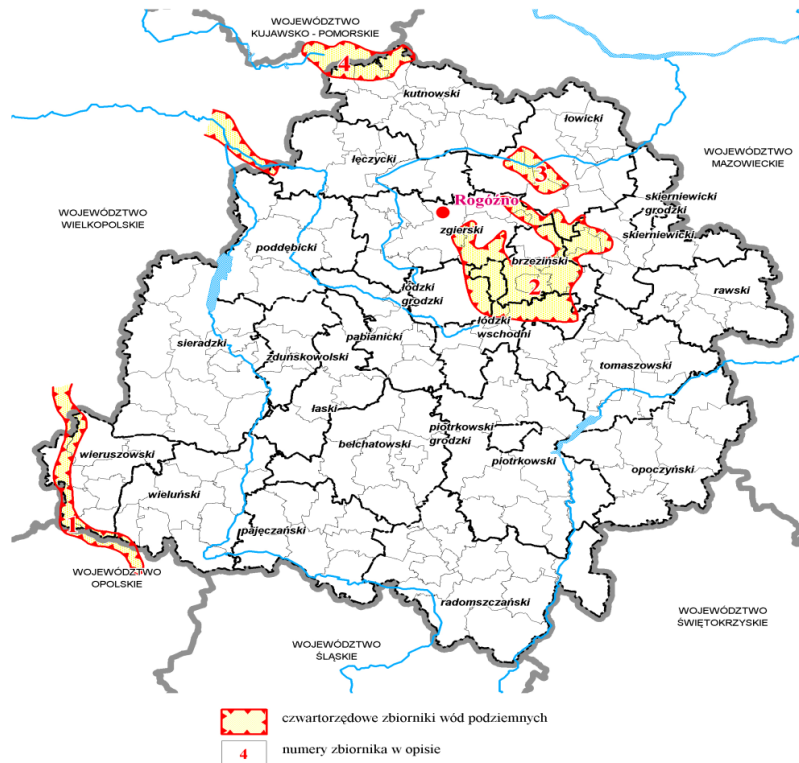 WOJEWÓDZTWO
KUJAWSKO - POMORSKIE
4
kutnowski
łowicki
WOJEWÓDZTWO
MAZOWIECKIE
łęczycki
3
skierniewicki
grodzki
Rogóźno
WOJEWÓDZTWO
WIELKOPOLSKIE
zgierski
skierniewicki
poddębicki
brzeziński
łódzki
grodzki
2
rawski
łódzki
wschodni
pabianicki
sieradzki
zduńskowolski
tomaszowski
łaski
piotrkowski
grodzki
bełchatowski
wieruszowski
piotrkowski
opoczyński
wieluński
1
pajęczański
WOJEWÓDZTWO
OPOLSKIE
radomszczański
WOJEWÓDZTWO
ŚWIĘTOKRZYSKIE
WOJEWÓDZTWO
ŚLĄSKIE
czwartorzędowe zbiorniki wód podziemnych
4 numery zbiornika w opisie